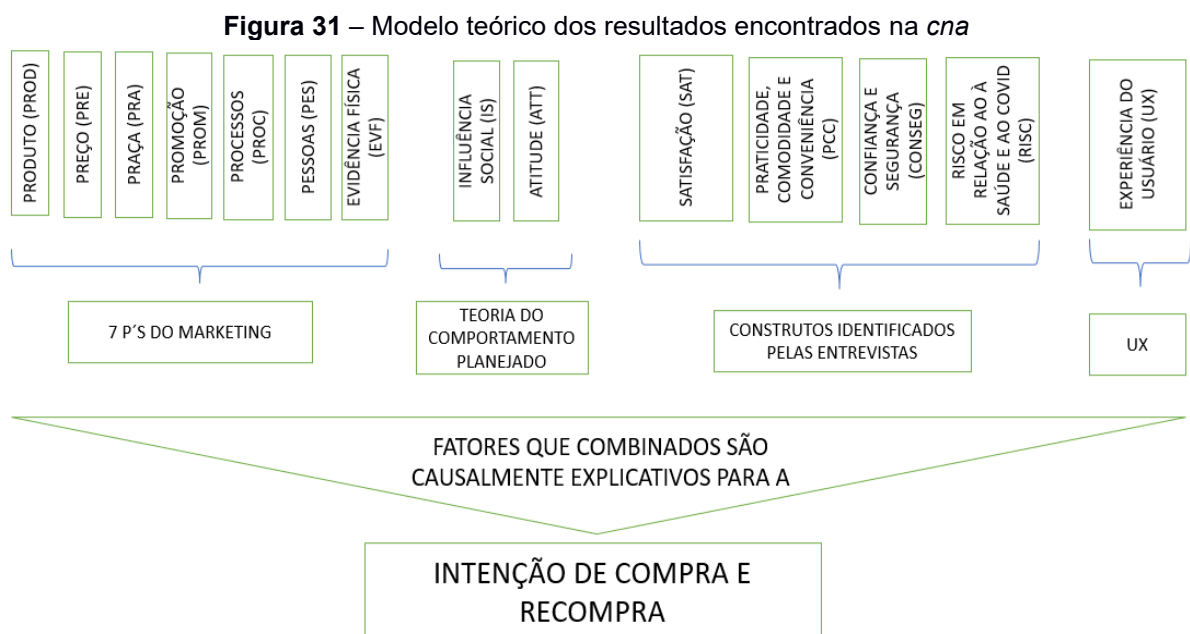 Figura 31 – Modelo teórico dos resultados encontrados na cna
PRODUTO (PROD)
PREÇO (PRE)
PRAÇA (PRA)
PROMOÇÃO
(PROM)
PROCESSOS
(PROC)
PESSOAS (PES)
EVIDÊNCIA FÍSICA
(EVF)
INFLUÊNCIA
SOCIAL (IS)
ATITUDE (ATT)
SATISFAÇÃO (SAT)
PRATICIDADE,
COMODIDADE E
CONVENIÊNCIA
(PCC)
CONFIANÇA E
SEGURANÇA
(CONSEG)
RISCO EM
RELAÇÃO AO À
SAÚDE E AO COVID
(RISC)
EXPERIÊNCIA DO
USUÁRIO (UX)
7 P´S DO MARKETING
TEORIA DO
COMPORTAMENTO
PLANEJADO
CONSTRUTOS IDENTIFICADOS
PELAS ENTREVISTAS
UX
FATORES QUE COMBINADOS SÃO
CAUSALMENTE EXPLICATIVOS PARA A
INTENÇÃO DE COMPRA E
RECOMPRA